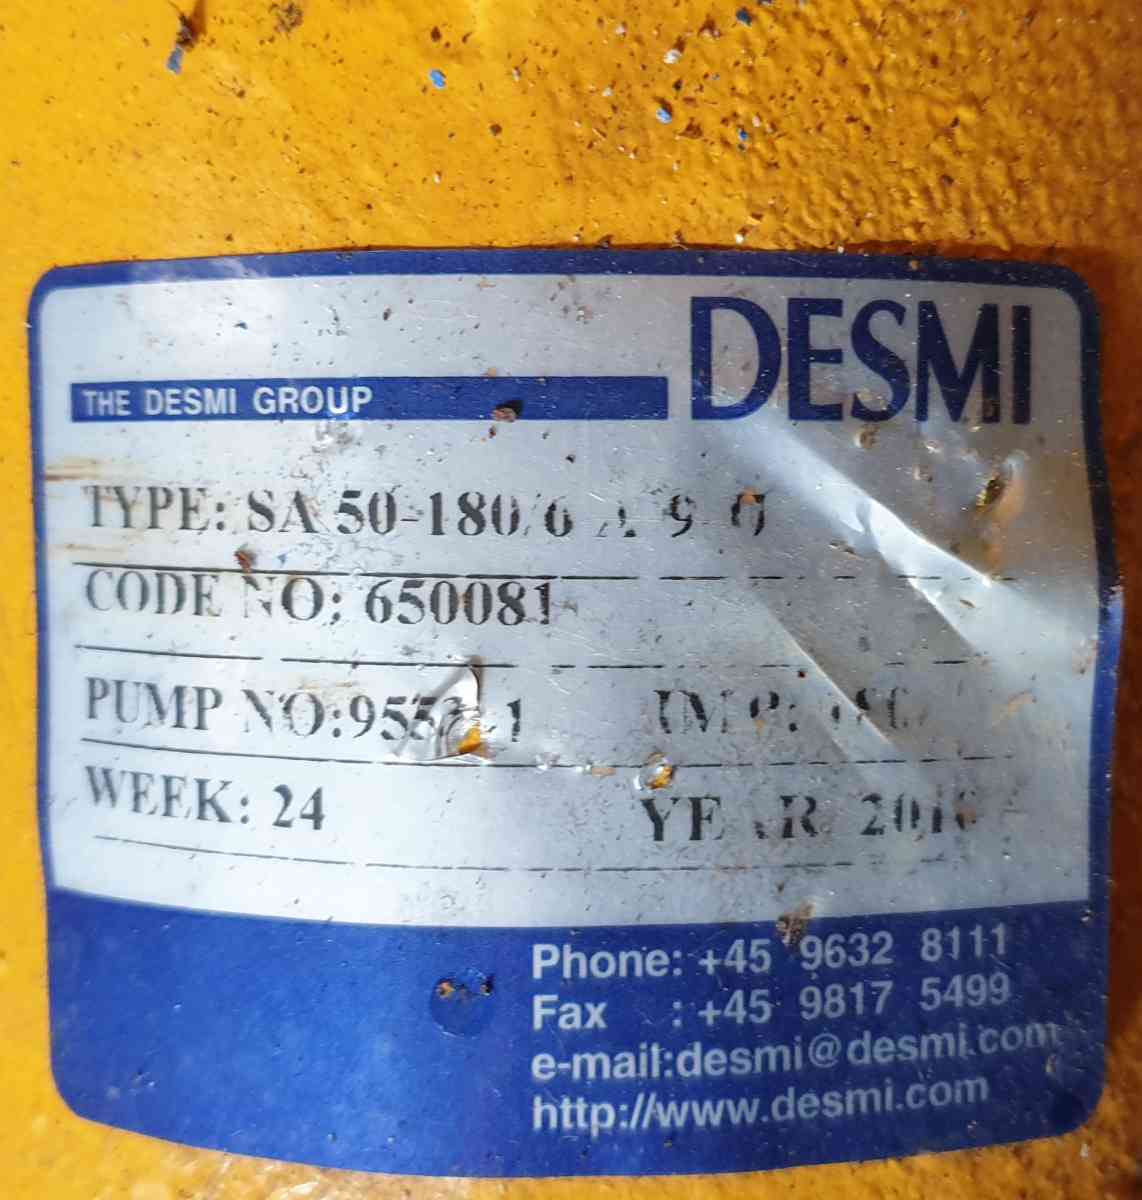 DESMI
THE DESMI GROUP
TYPE: SA 50-180/6
CODE NO: 650081
PUMP NO:
WEEK: 24 YEAR
Phone: +45 9632 8111
Fax : +45 9817 5499
e-mail:desmi@desmi.com
http://www.desmi.com